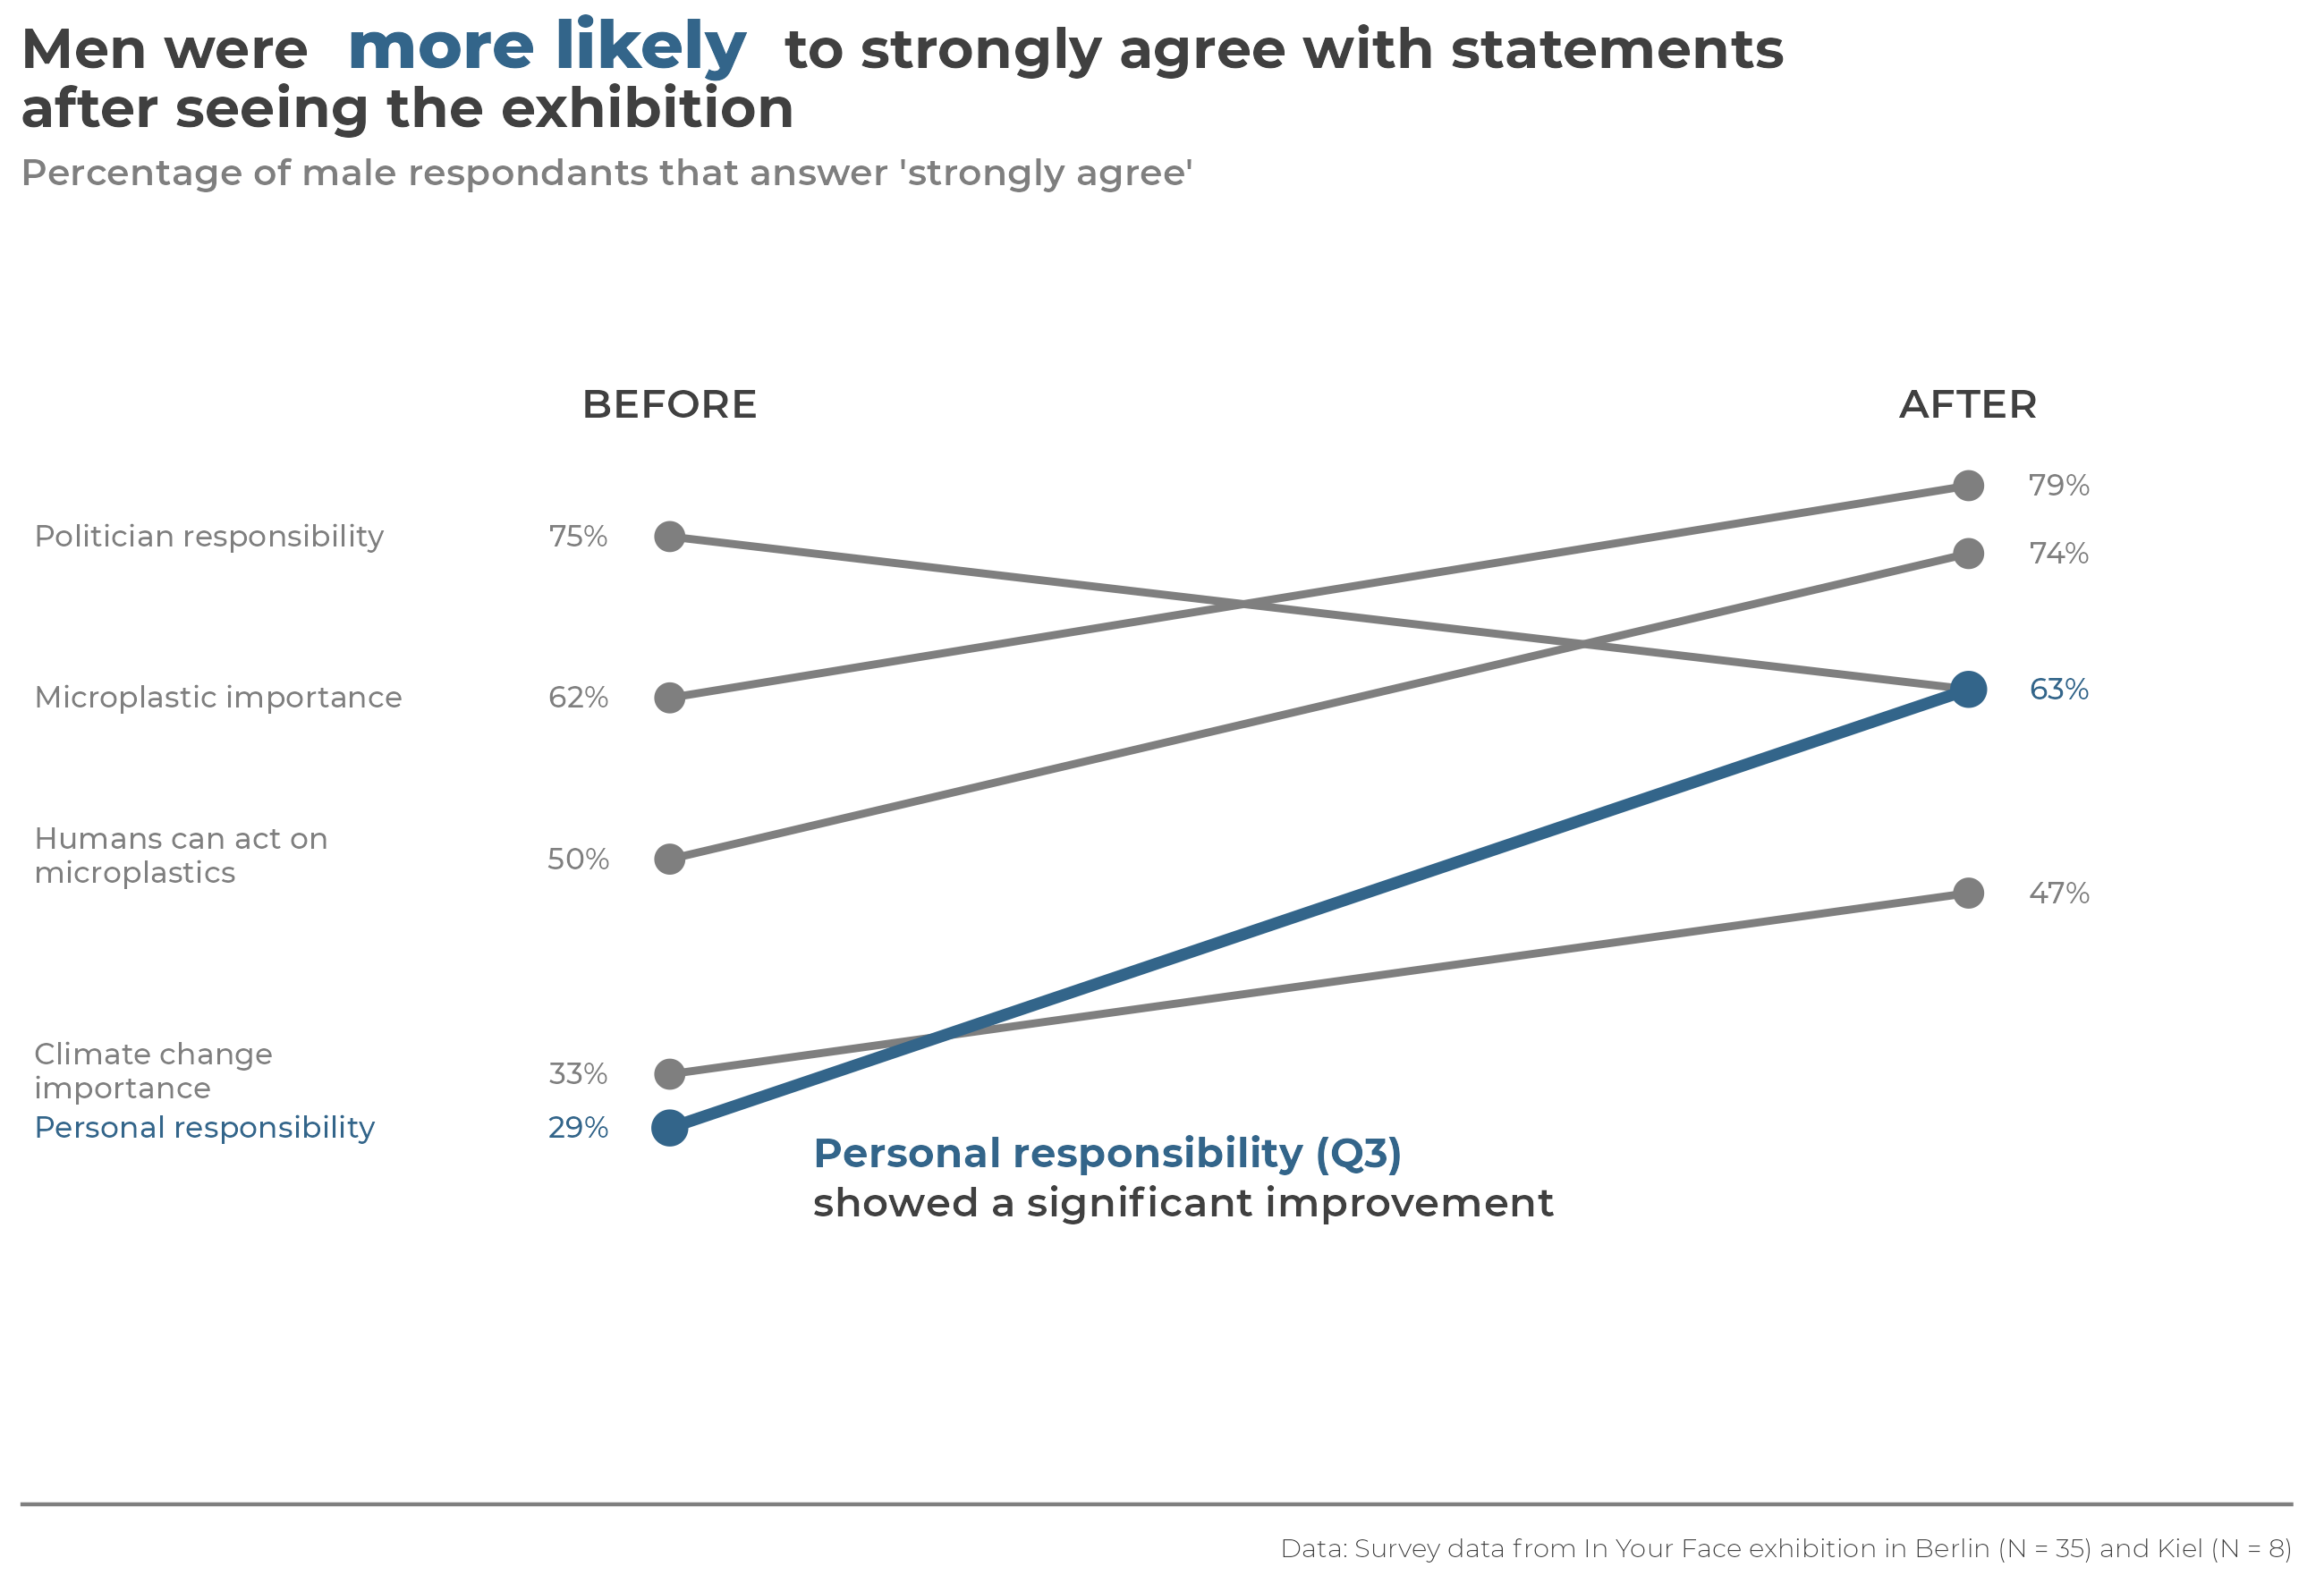 Men were more likely to strongly agree with statements
after seeing the exhibition
Percentage of male respondants that answer 'strongly agree'
BEFORE AFTER
79%
Politician responsibility 75%
74%
63%
Microplastic importance 62%
Humans can act on
microplastics
50%
47%
Climate change
importance
33%
Personal responsibility 29%
Personal responsibility (Q3)
showed a significant improvement
Data: Survey data from In Your Face exhibition in Berlin (N = 35) and Kiel (N = 8)